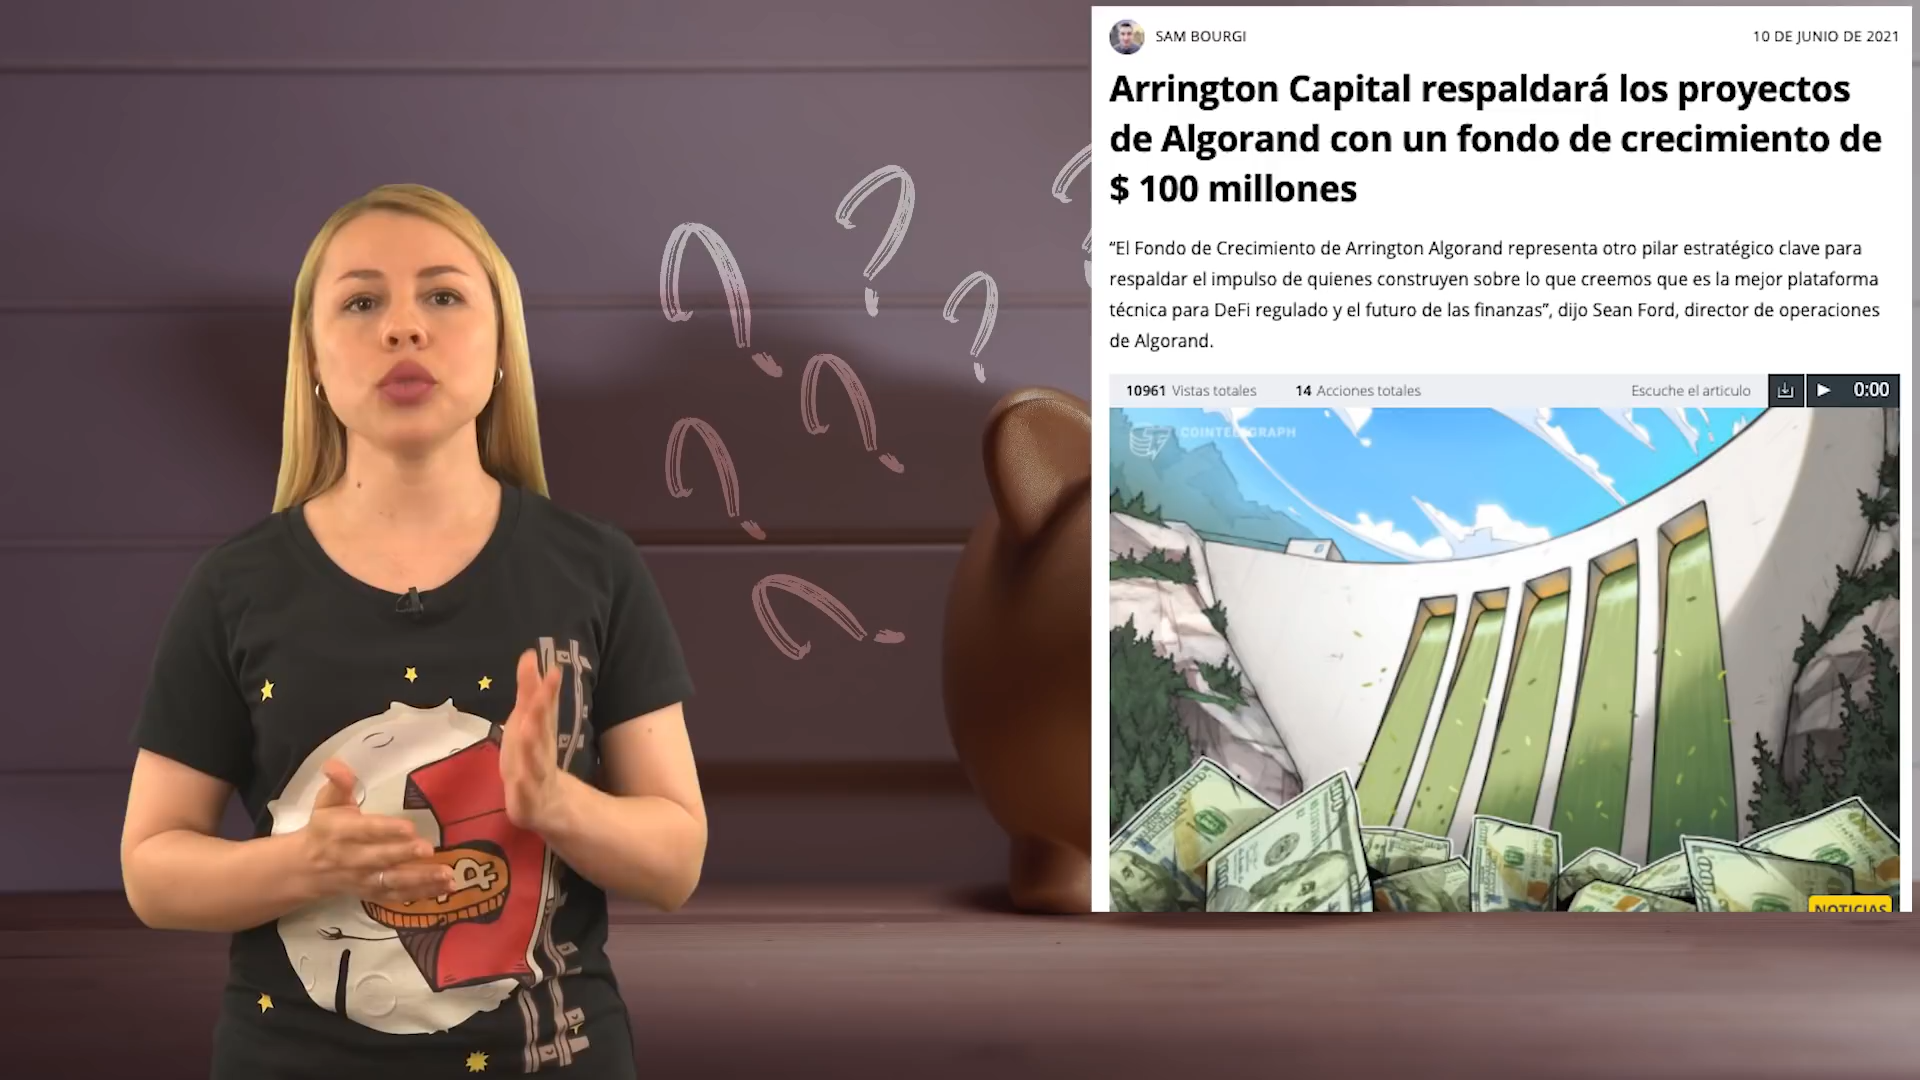 SAM BOURGI
10 DE JUNIO DE 2021
Arrington Capital respaldará los proyectos
de Algorand con un fondo de crecimiento de
$ 100 millones
“El Fondo de Crecimiento de Arrington Algorand representa otro pilar estratégico clave para
respaldar el impulso de quienes construyen sobre lo que creemos que es la mejor plataforma
técnica para DeFi regulado y el futuro de las finanzas”, dijo Sean Ford, director de operaciones
de Algorand.
10961 Vistas totales 14 Acciones totales Escuche el articulo 0:00
COINTELEGRAPH
NOTICIAS